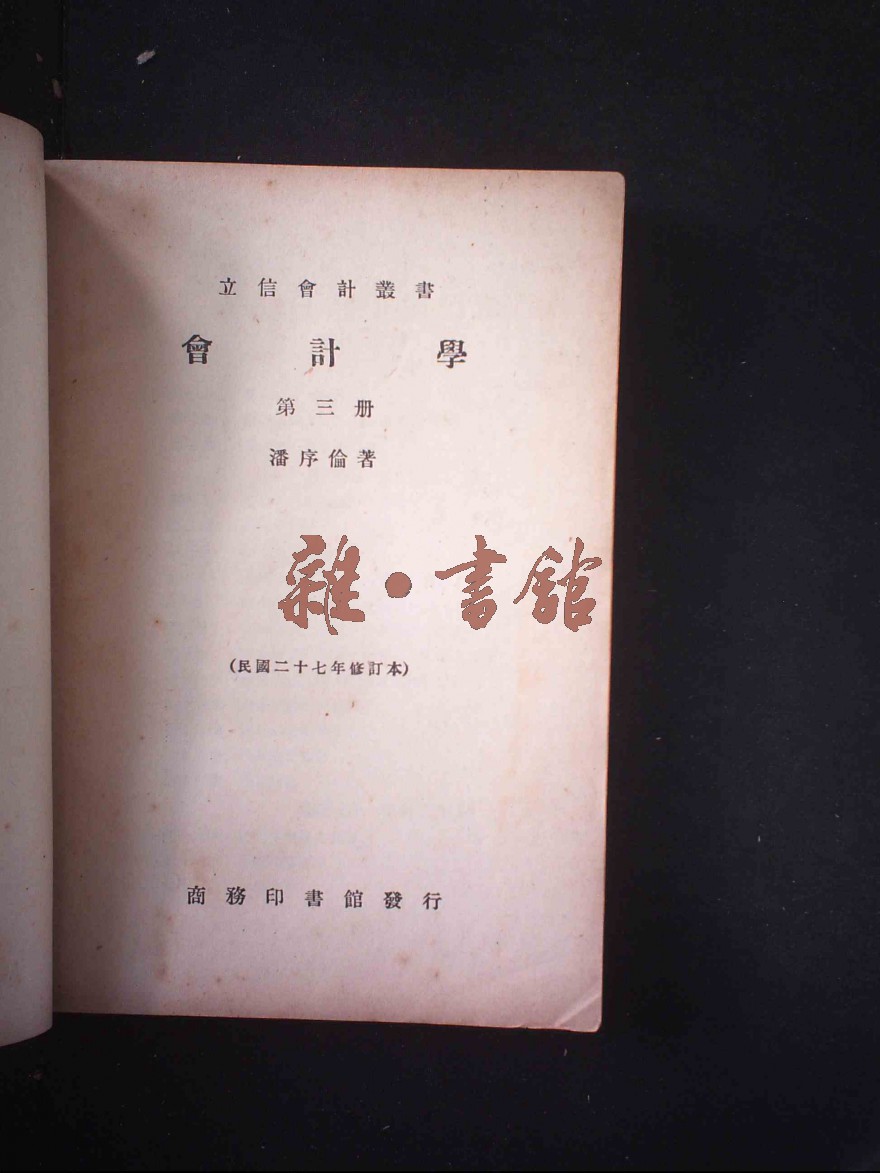 立信會計叢書
會計學
第三册
潘序倫著
雜·書館
(民國二十七年修訂本)
商務印書館發行